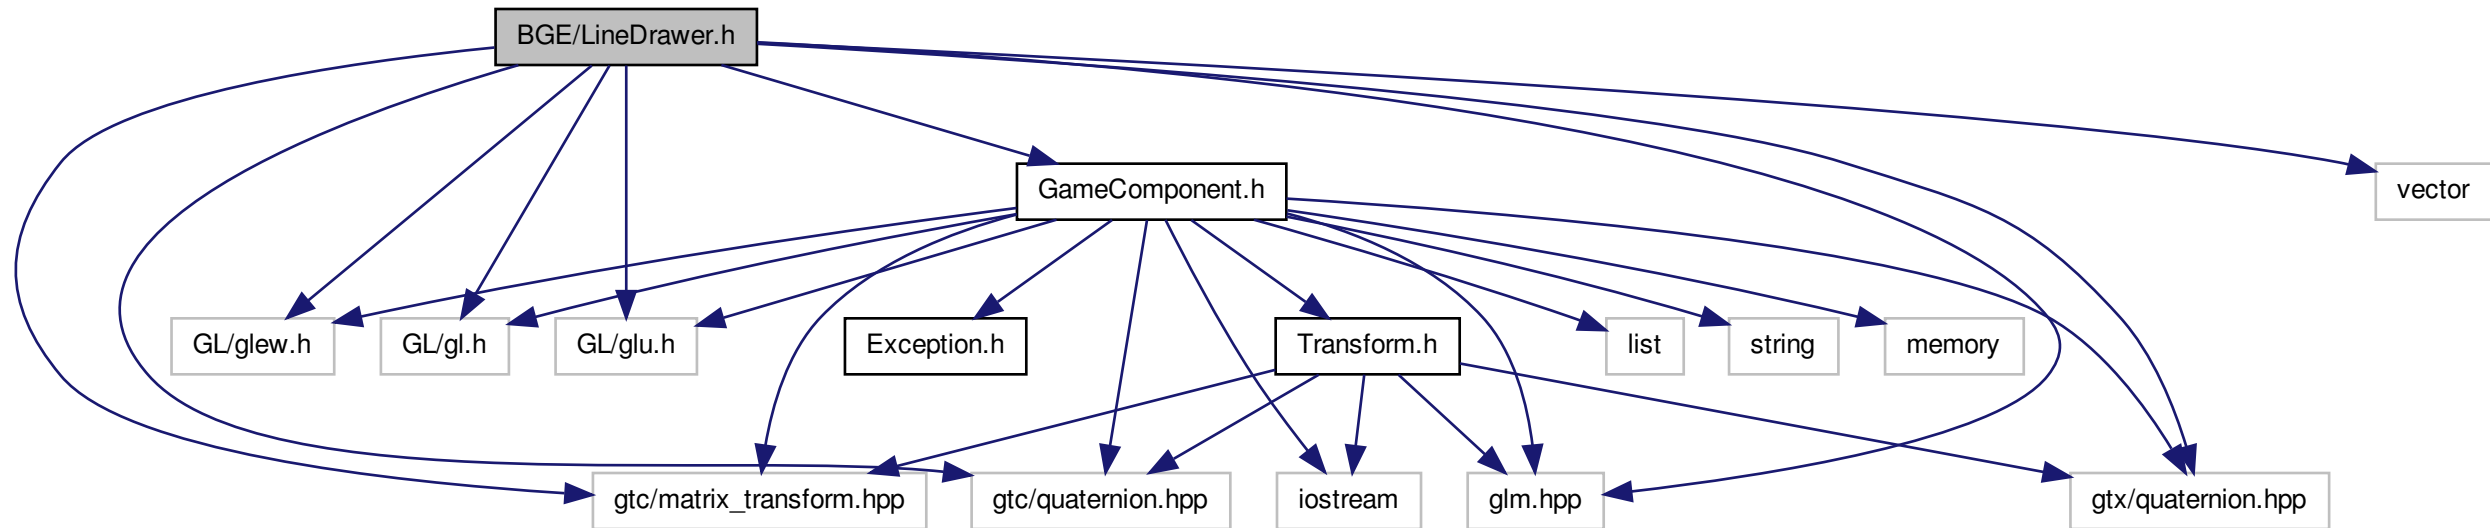 BGE/LineDrawer.h
GameComponent.h
vector
GL/glew.h
GL/gl.h
GL/glu.h
Exception.h
Transform.h
list
string
memory
gtc/matrix_transform.hpp
gtc/quaternion.hpp
iostream
glm.hpp
gtx/quaternion.hpp